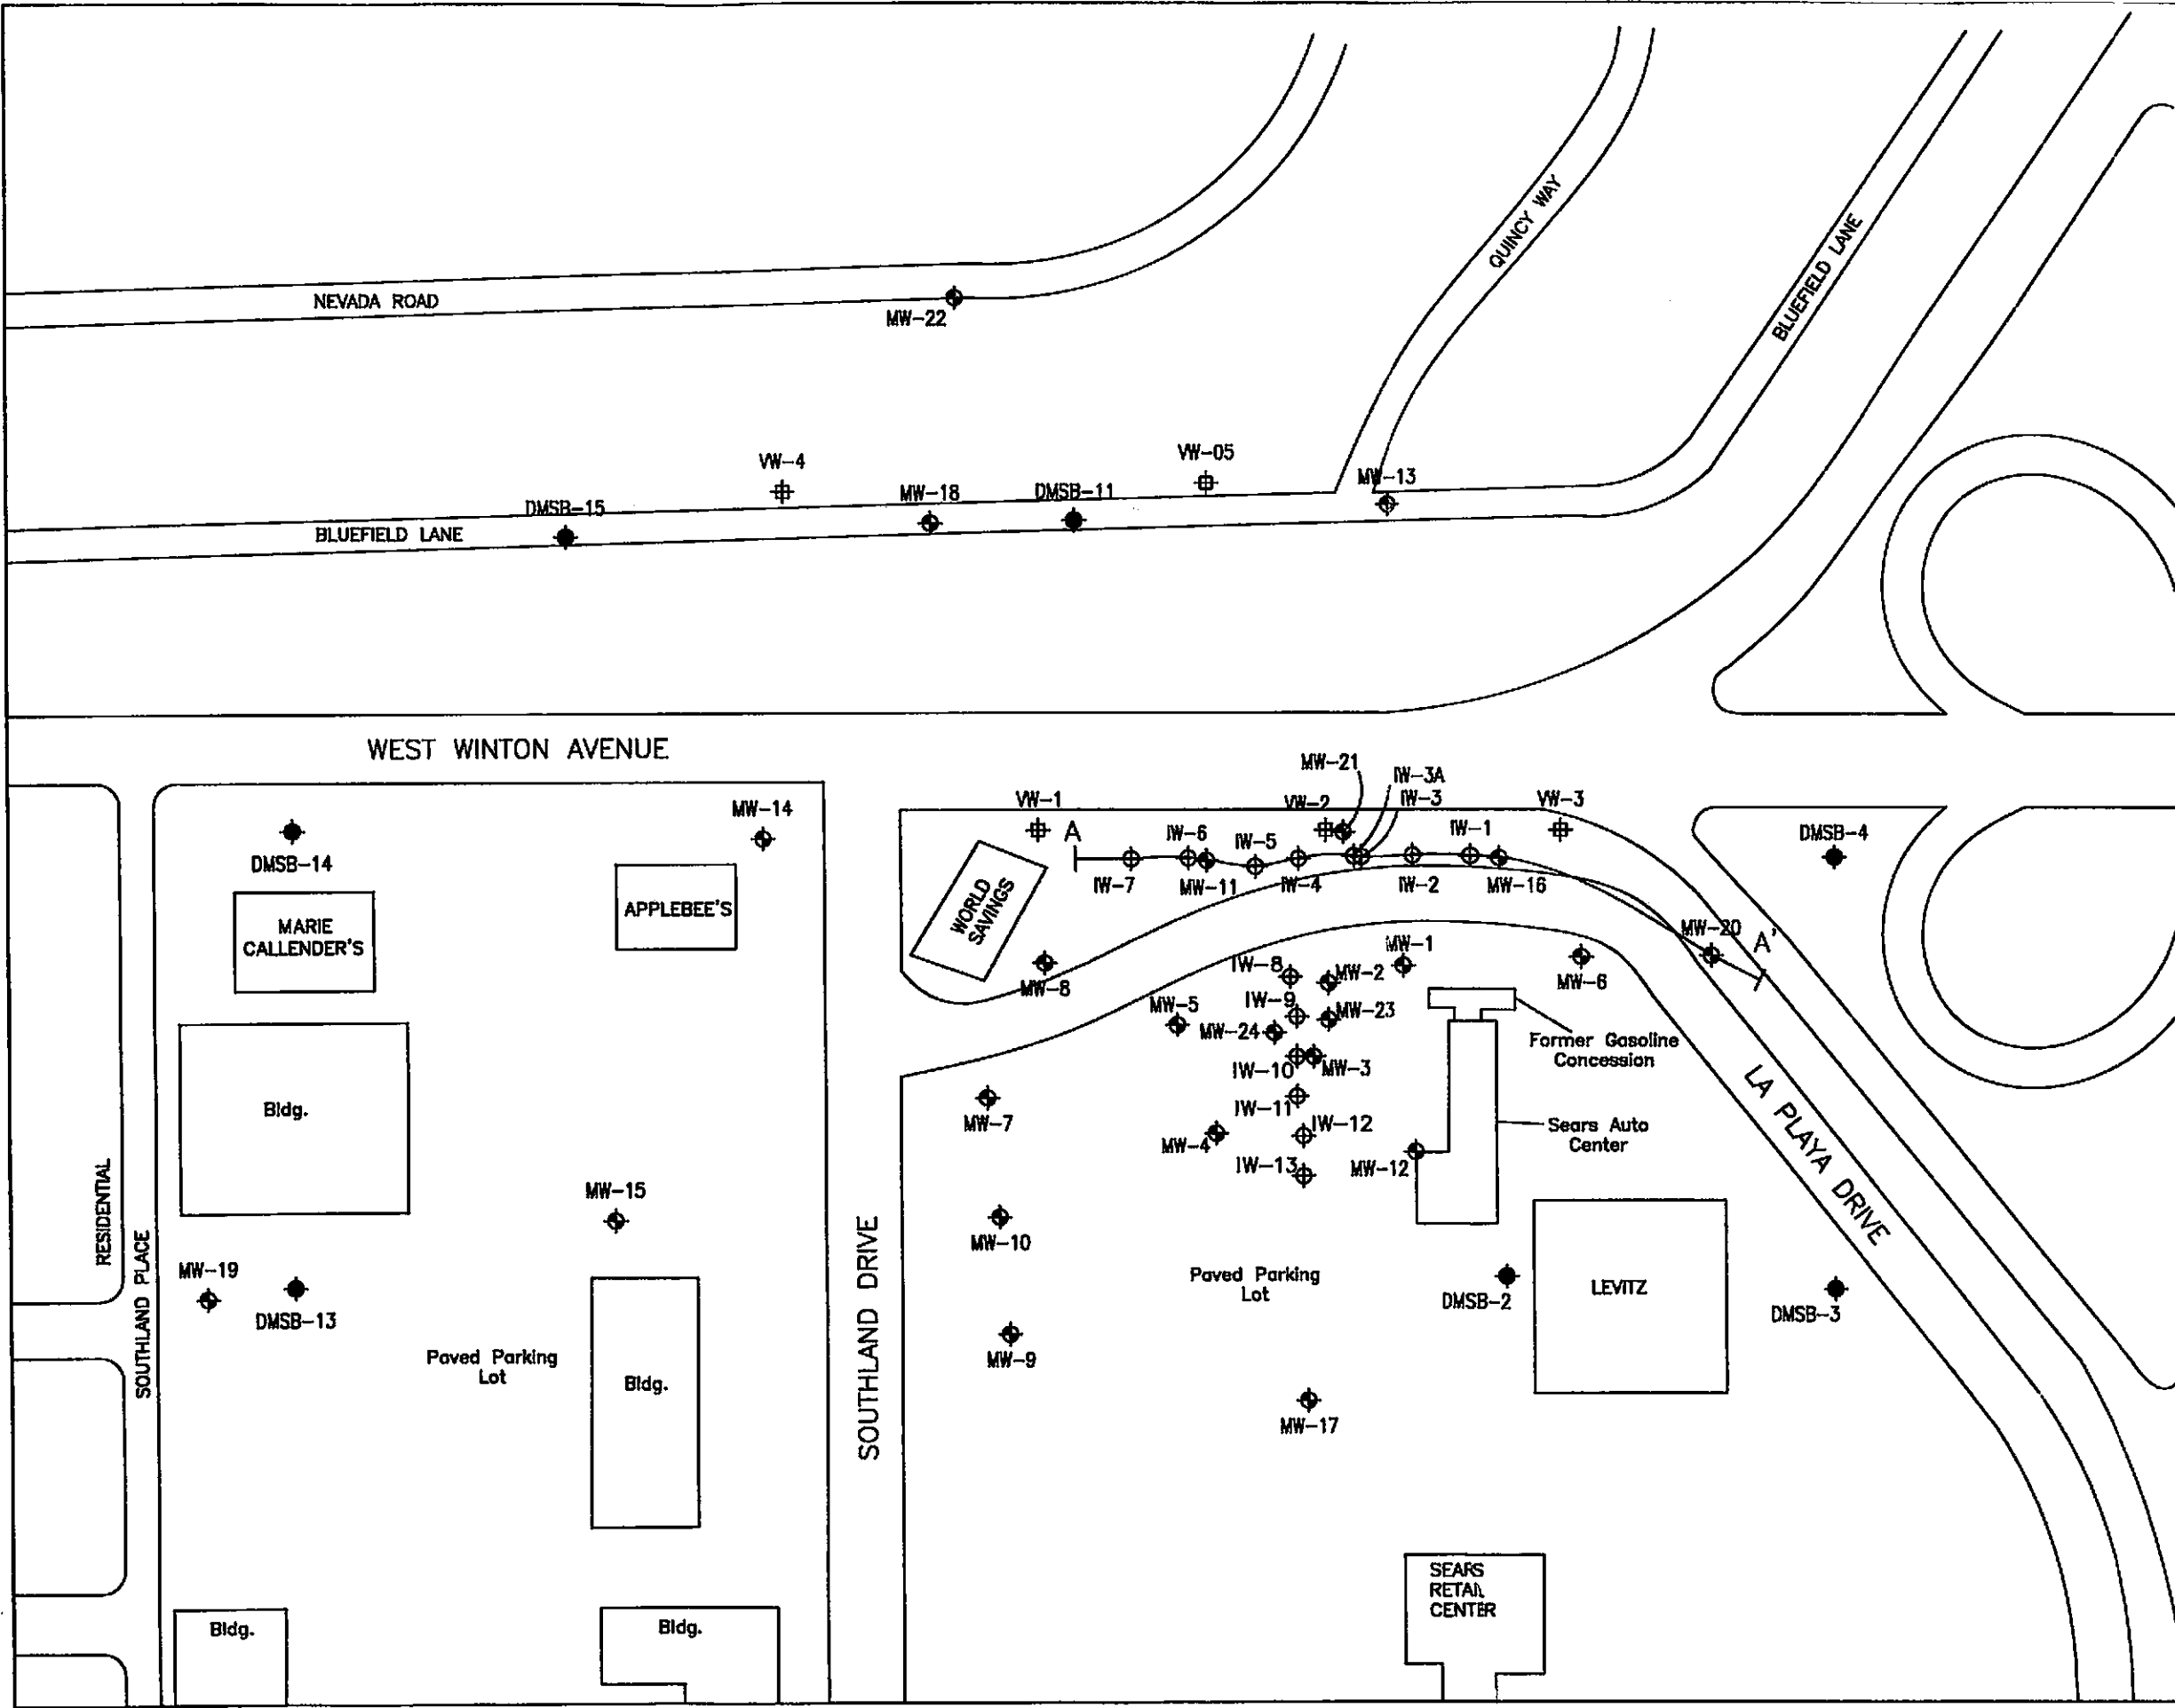 QUINCY WAY
BLUEFIELD LANE
NEVADA ROAD
MW-22
VW-4
VW-05
MW-13
MW-18
DMSB-11
DMSB-15
BLUEFIELD LANE
WEST WINTON AVENUE
MW-21
IW-3A
IW-3
VW-1
VW-2
VW-3
MW-14
A
IW-6
IW-5
IW-1
DMSB-4
DMSB-14
IW-7
MW-11
IW-4
IW-2
MW-16
APPLEBEE'S
WORLD
SAVINGS
MARIE
CALLENDER'S
MW-20
A'
MW-1
IW-8
MW-2
MW-6
MW-8
IW-9
MW-5
MW-23
MW-24
Former Gasoline
Concession
IW-10
MW-3
Bldg.
IW-11
MW-7
IW-12
MW-4
Sears Auto
Center
LA PLAYA DRIVE
IW-13
MW-12
RESIDENTIAL
MW-15
SOUTHLAND PLACE
SOUTHLAND DRIVE
MW-10
MW-19
Paved Parking
Lot
LEVITZ
DMSB-2
DMSB-3
DMSB-13
Paved Parking
Lot
MW-9
Bldg.
MW-17
SEARS
RETAIL
CENTER
Bldg.
Bldg.